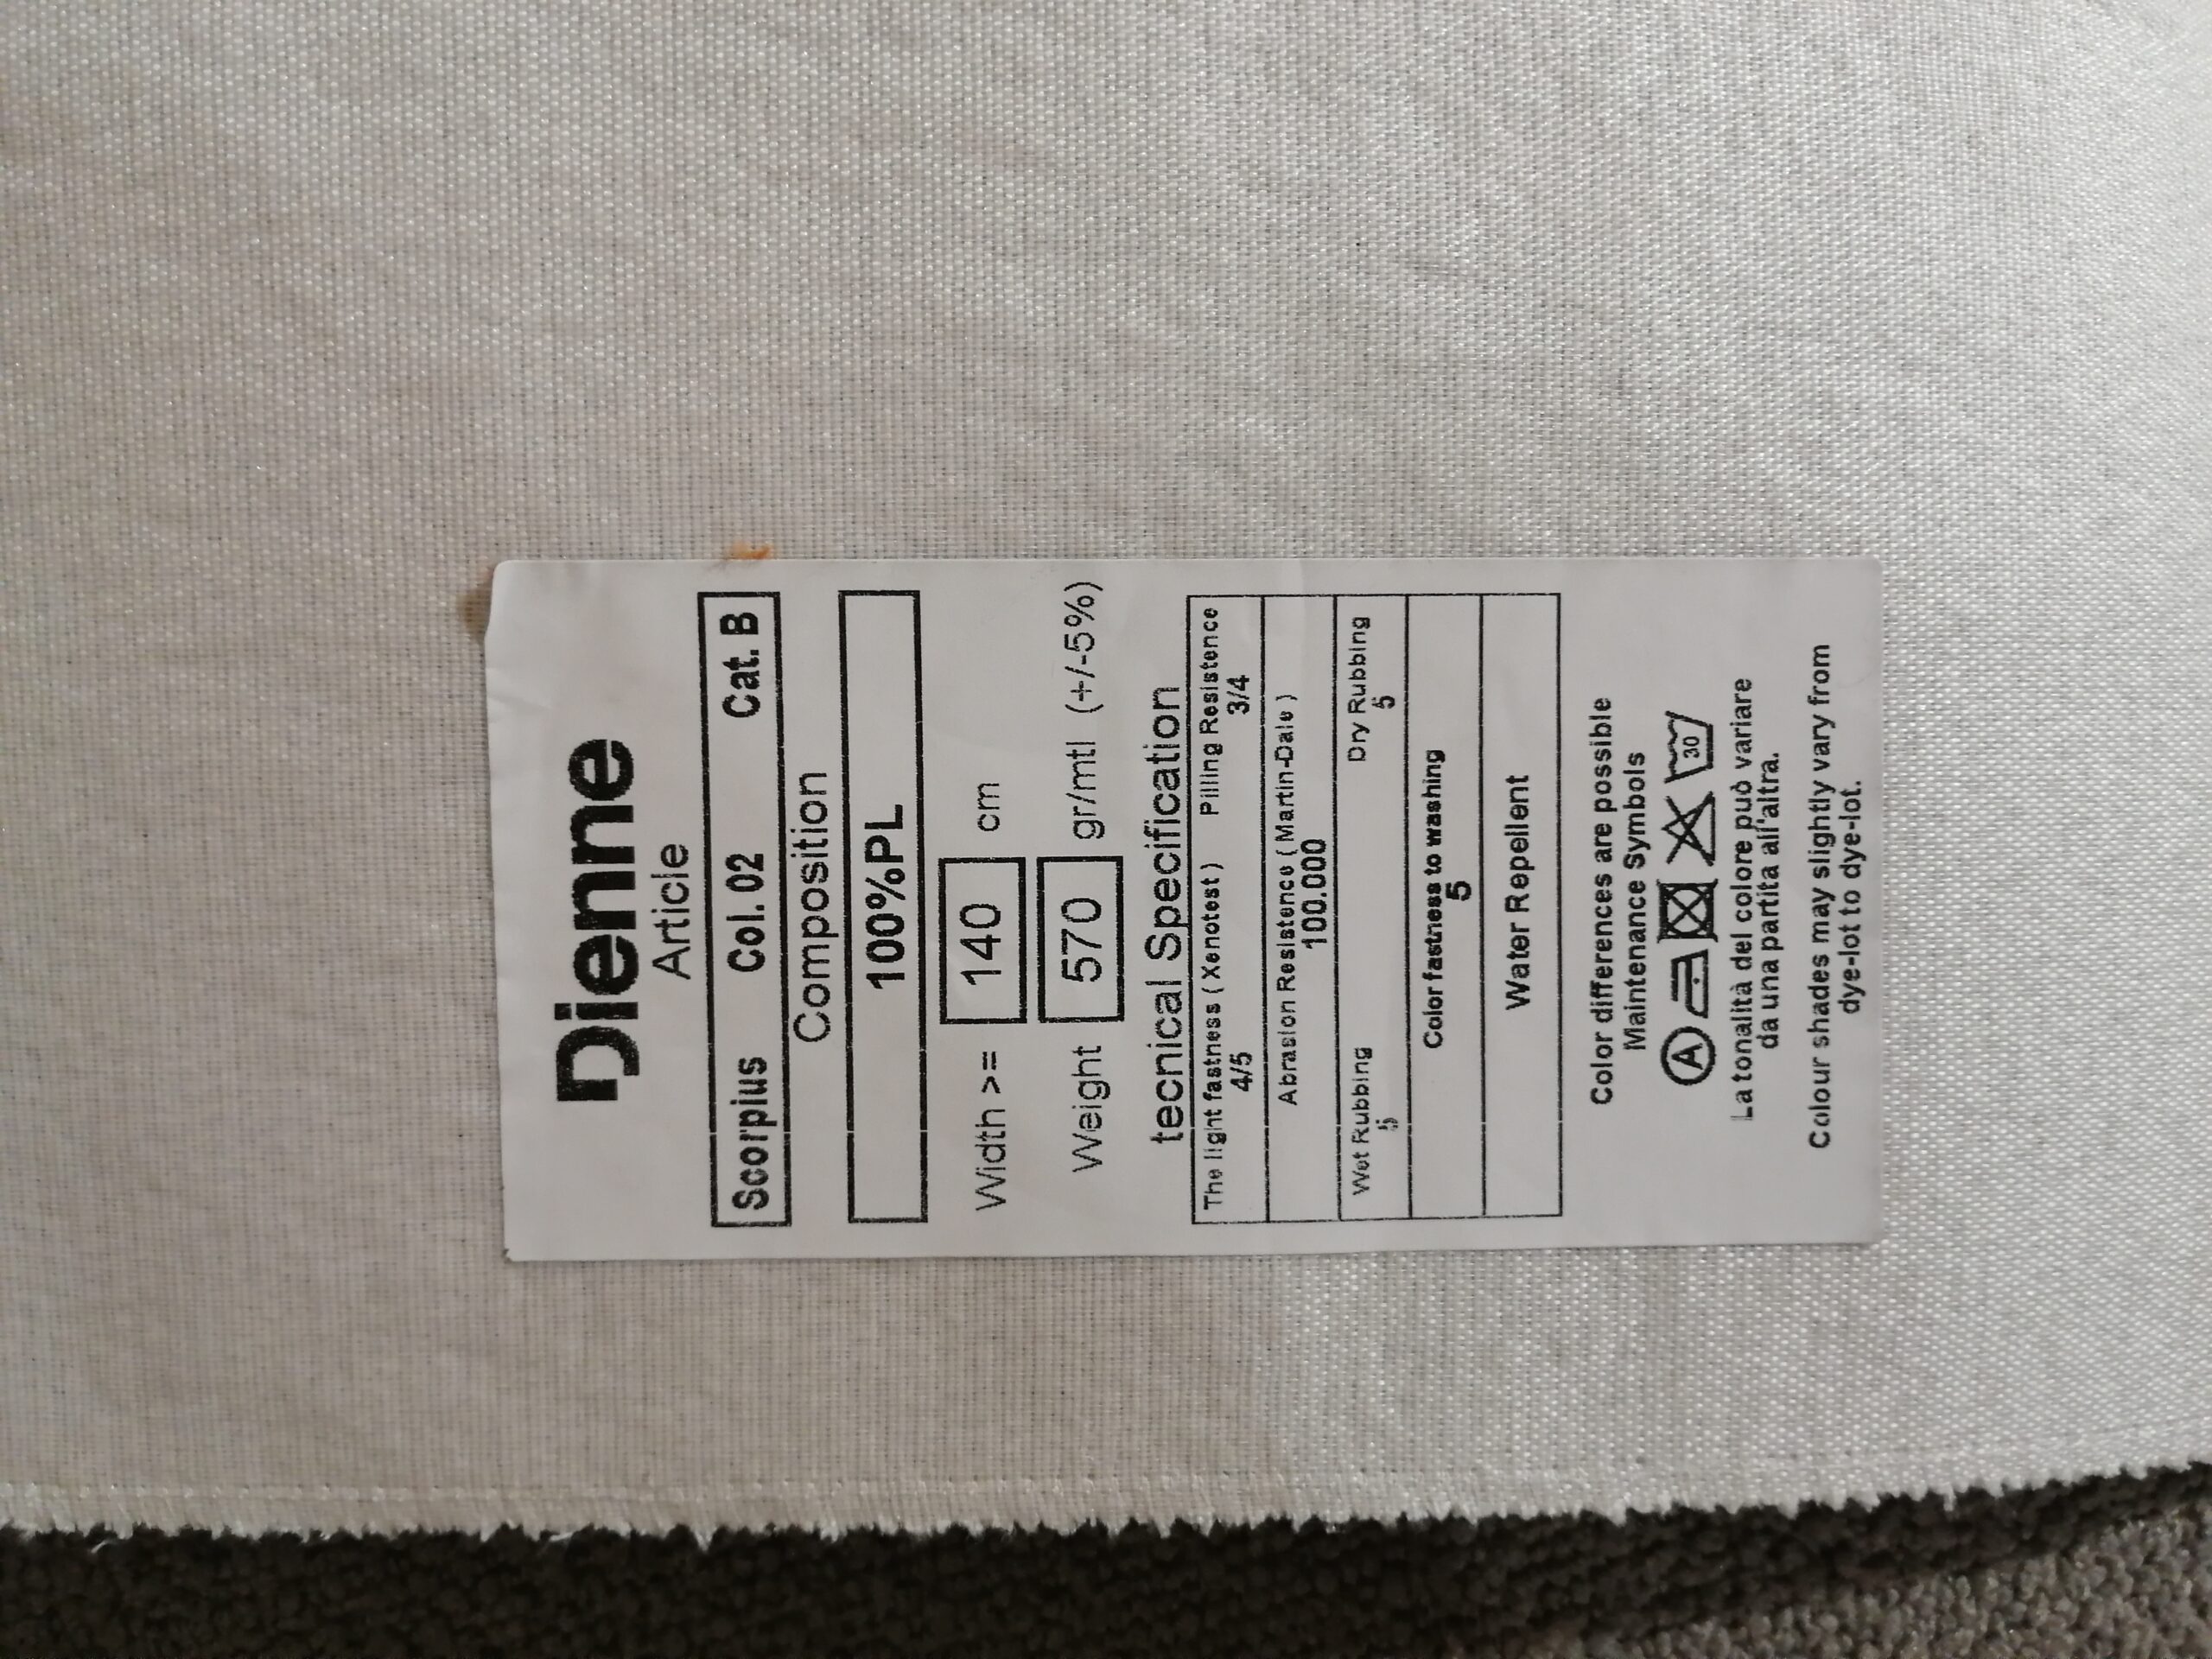 Dienne
Article
Scorpius Col. 02 Cat. B
Composition
100%PL
Width >= 140 cm
Weight 570 gr/mtl (+/-5%)
tecnical Specification
The light fastness ( Xenotest ) Pilling Resistence
4/5 3/4
Abrasion Resistence ( Martin-Dale )
100.000
Wet Rubbing Dry Rubbing
5 5
Color fastness to washing
5
Water Repellent
Color differences are possible
Maintenance Symbols
A 30
La tonalità del colore può variare
da una partita all'altra.
Colour shades may slightly vary from
dye-lot to dye-lot.